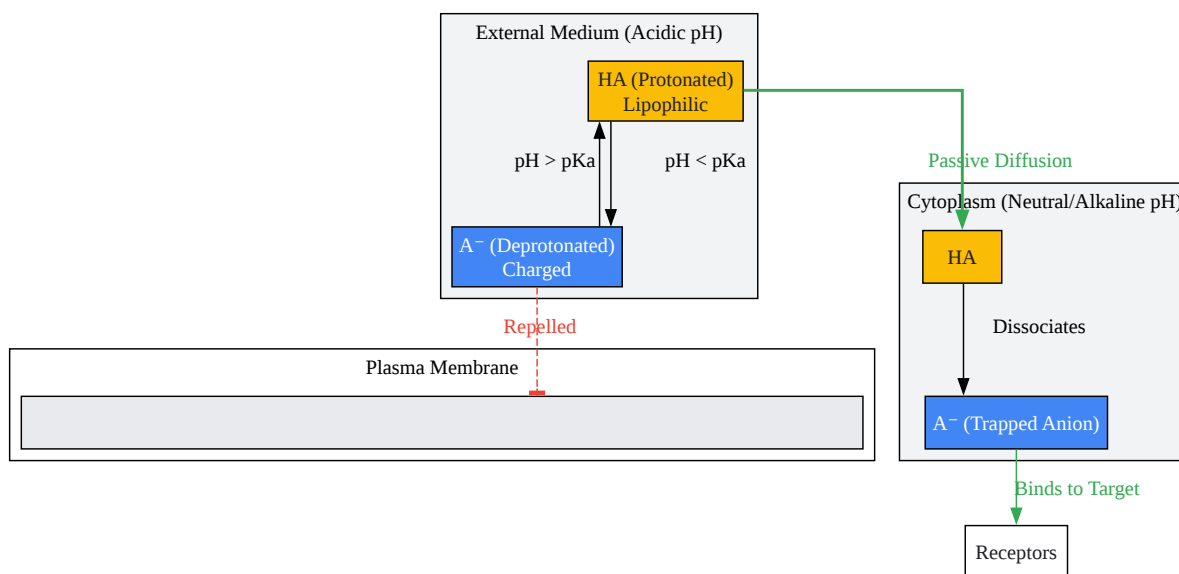 External Medium (Acidic pH)
HA (Protonated)
Lipophilic
pH > pKa
pH < pKa
Passive Diffusion
Cytoplasm (Neutral/Alkaline pH)
A⁻ (Deprotonated)
Charged
HA
Repelled
Dissociates
Plasma Membrane
A⁻ (Trapped Anion)
Binds to Target
Receptors